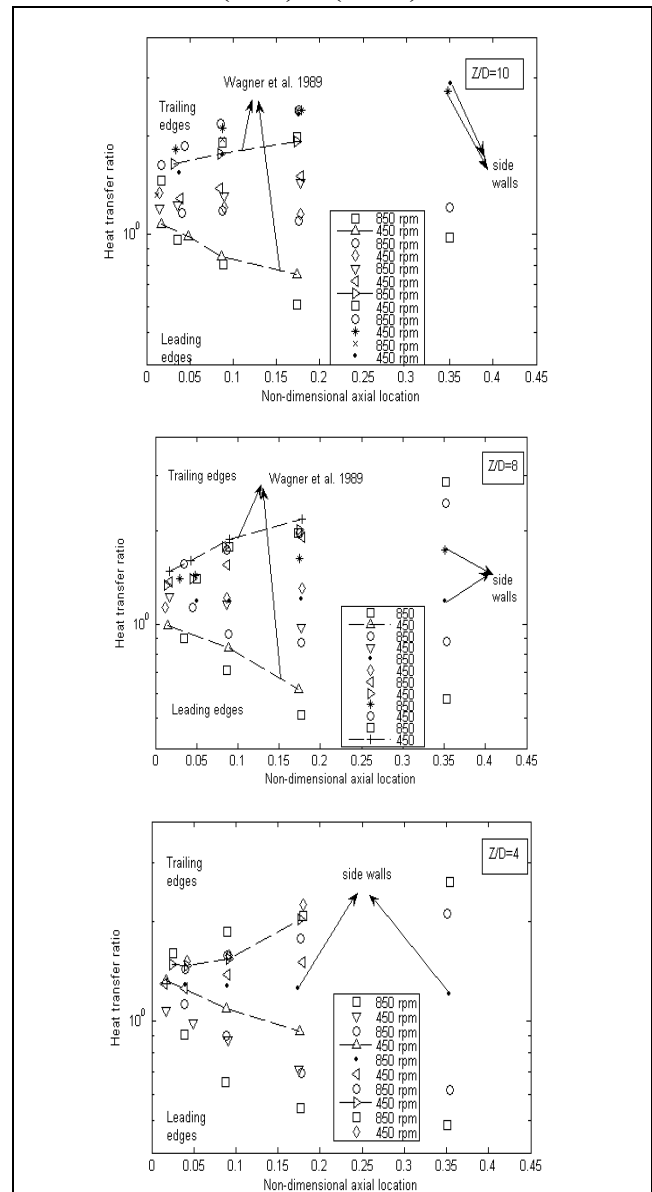 Z/D=10
Wagner et al. 1989
Trailing
edges
side
walls
Heat transfer ratio
10^0
850 rpm
450 rpm
850 rpm
450 rpm
850 rpm
450 rpm
850 rpm
450 rpm
850 rpm
450 rpm
850 rpm
450 rpm
Leading
edges
0 0.05 0.1 0.15 0.2 0.25 0.3 0.35 0.4 0.45
Non-dimensional axial location
Z/D=8
Trailing edges
Wagner et al. 1989
side
walls
Heat transfer ratio
10^0
850
450
850
450
850
450
850
450
850
450
850
450
Leading edges
0 0.05 0.1 0.15 0.2 0.25 0.3 0.35 0.4 0.45
Non-dimensional axial location
Z/D=4
Trailing
edges
side walls
Heat transfer ratio
10^0
850 rpm
450 rpm
850 rpm
450 rpm
850 rpm
450 rpm
850 rpm
450 rpm
850 rpm
450 rpm
Leading
edges
0 0.05 0.1 0.15 0.2 0.25 0.3 0.35 0.4 0.45
Non-dimensional axial location